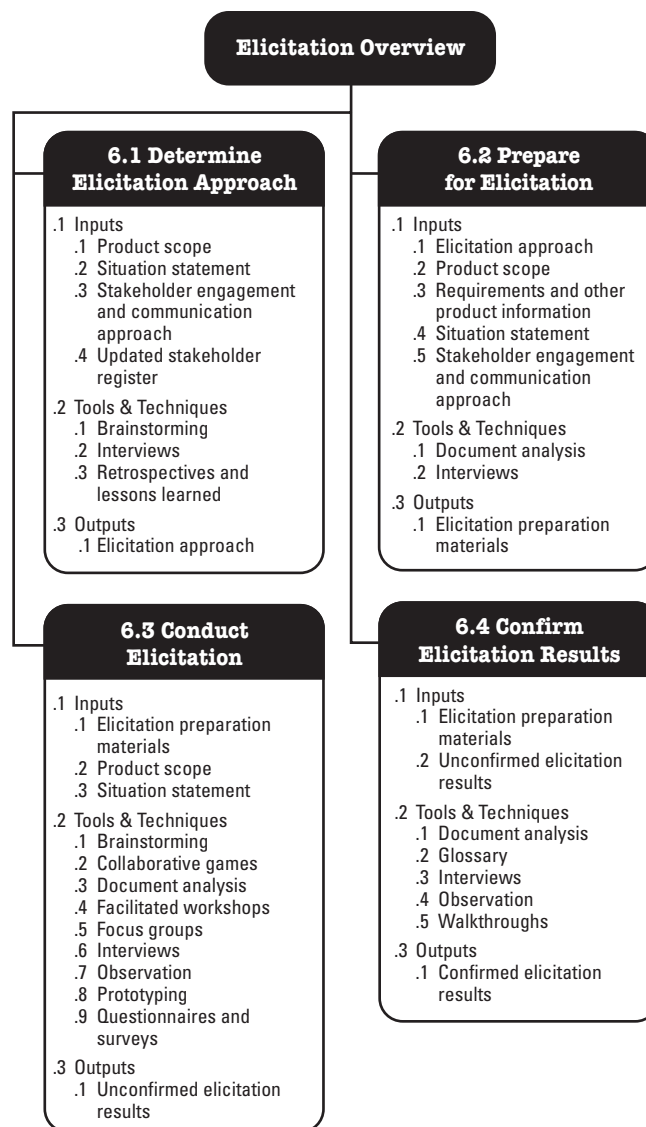 Elicitation Overview
6.1 Determine
Elicitation Approach
.1 Inputs
.1 Product scope
.2 Situation statement
.3 Stakeholder engagement
and communication
approach
.4 Updated stakeholder
register
.2 Tools & Techniques
.1 Brainstorming
.2 Interviews
.3 Retrospectives and
lessons learned
.3 Outputs
.1 Elicitation approach
6.2 Prepare
for Elicitation
.1 Inputs
.1 Elicitation approach
.2 Product scope
.3 Requirements and other
product information
.4 Situation statement
.5 Stakeholder engagement
and communication
approach
.2 Tools & Techniques
.1 Document analysis
.2 Interviews
.3 Outputs
.1 Elicitation preparation
materials
6.3 Conduct
Elicitation
.1 Inputs
.1 Elicitation preparation
materials
.2 Product scope
.3 Situation statement
.2 Tools & Techniques
.1 Brainstorming
.2 Collaborative games
.3 Document analysis
.4 Facilitated workshops
.5 Focus groups
.6 Interviews
.7 Observation
.8 Prototyping
.9 Questionnaires and
surveys
.3 Outputs
.1 Unconfirmed elicitation
results
6.4 Confirm
Elicitation Results
.1 Inputs
.1 Elicitation preparation
materials
.2 Unconfirmed elicitation
results
.2 Tools & Techniques
.1 Document analysis
.2 Glossary
.3 Interviews
.4 Observation
.5 Walkthroughs
.3 Outputs
.1 Confirmed elicitation
results